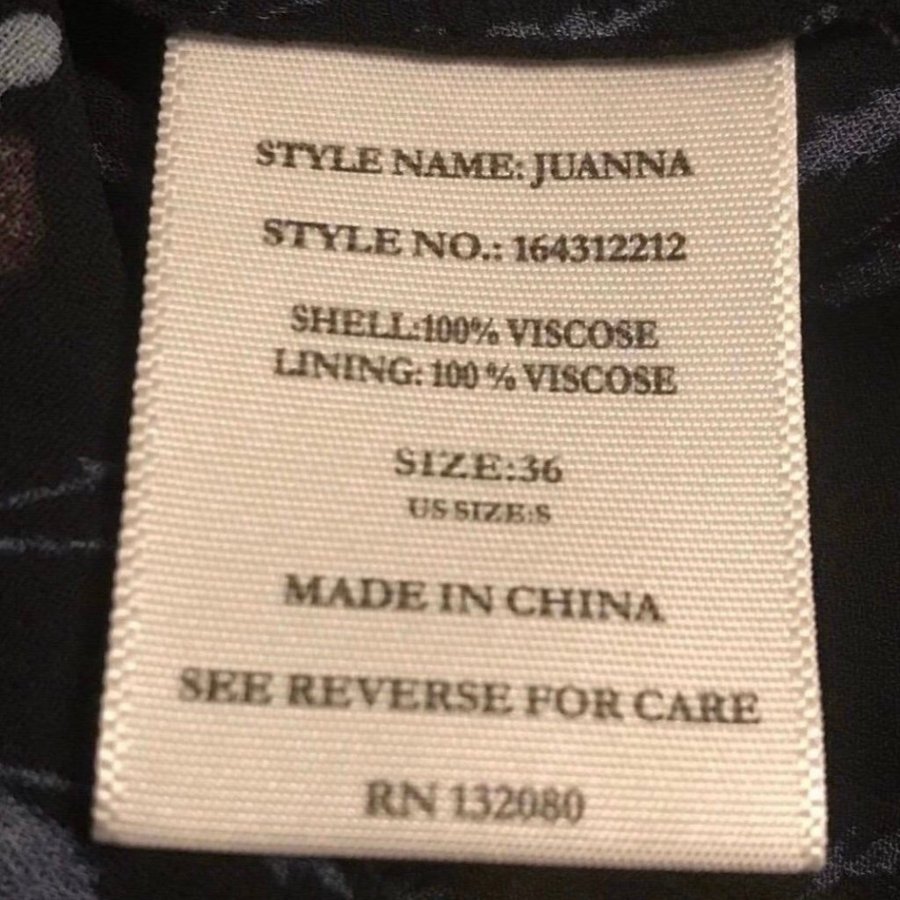 STYLE NAME: JUANNA
STYLE NO.: 164312212
SHELL:100% VISCOSE
LINING: 100 % VISCOSE
SIZE:36
US SIZE:S
MADE IN CHINA
SEE REVERSE FOR CARE
RN 132080